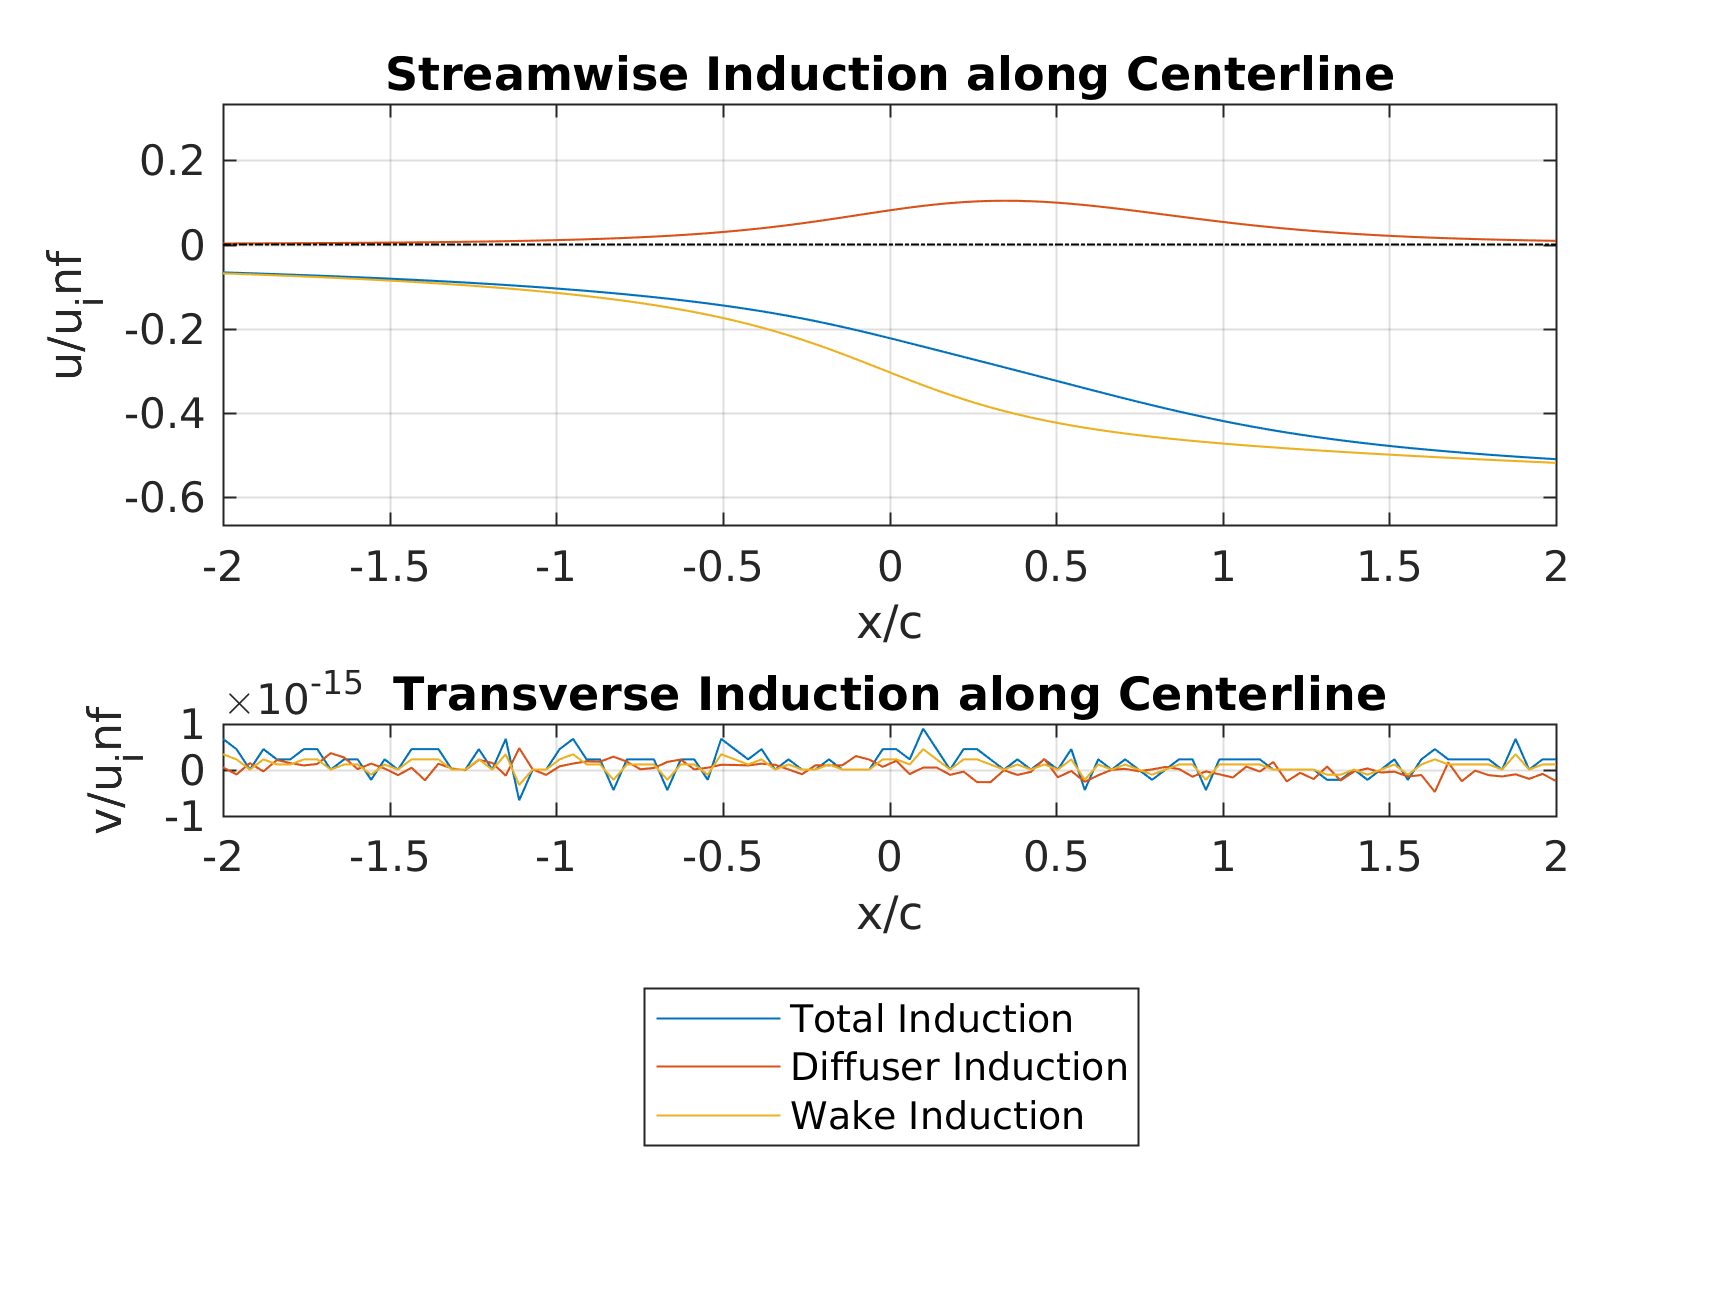 Streamwise Induction along Centerline
0.2
0
-0.2
-0.4
-0.6
u/uinf
-2 -1.5 -1 -0.5 0 0.5 1 1.5 2
x/c
×10-15
Transverse Induction along Centerline
1
0
-1
v/uinf
-2 -1.5 -1 -0.5 0 0.5 1 1.5 2
x/c
Total Induction
Diffuser Induction
Wake Induction